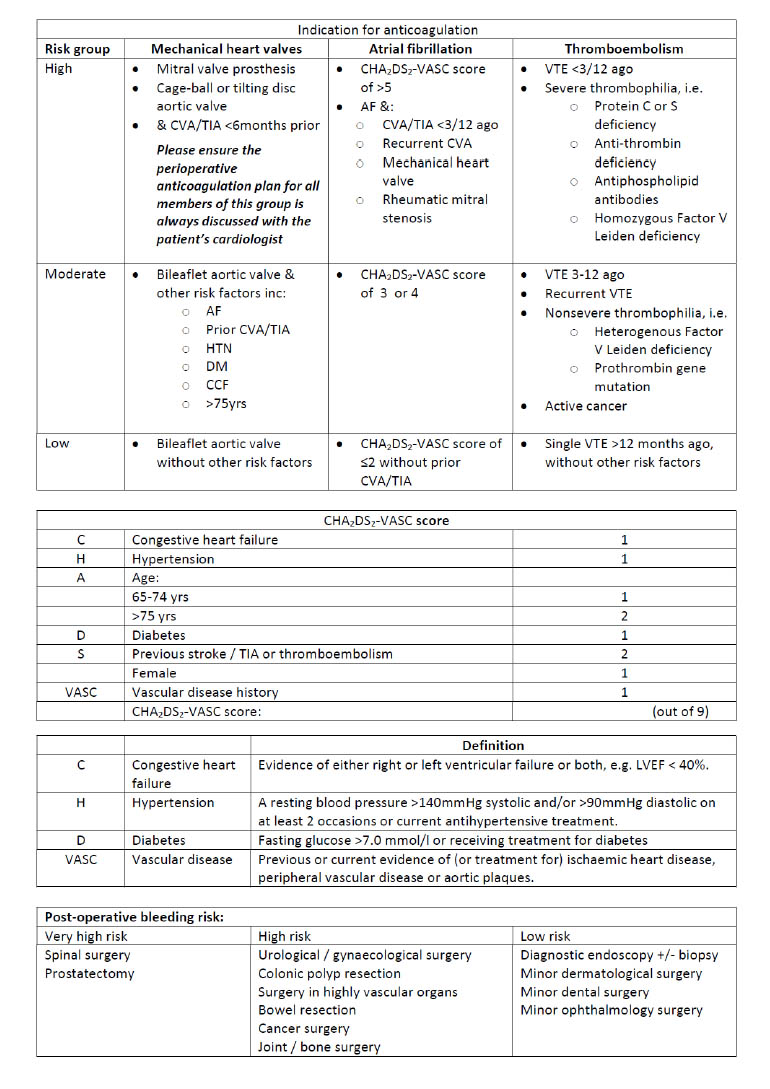 Indication for anticoagulation
Risk group Mechanical heart valves Atrial fibrillation Thromboembolism
High
● Mitral valve prosthesis
● Cage-ball or tilting disc
aortic valve
● & CVA/TIA <6months prior
Please ensure the
perioperative
anticoagulation plan for all
members of this group is
always discussed with the
patient's cardiologist
● CHA₂DS₂-VASC score
of >5
● AF &:
○ CVA/TIA <3/12 ago
○ Recurrent CVA
○ Mechanical heart
valve
○ Rheumatic mitral
stenosis
● VTE <3/12 ago
● Severe thrombophilia, i.e.
○ Protein C or S
deficiency
○ Anti-thrombin
deficiency
○ Antiphospholipid
antibodies
○ Homozygous Factor V
Leiden deficiency
Moderate
● Bileaflet aortic valve &
other risk factors inc:
○ AF
○ Prior CVA/TIA
○ HTN
○ DM
○ CCF
○ >75yrs
● CHA₂DS₂-VASC score
of 3 or 4
● VTE 3-12 ago
● Recurrent VTE
● Nonsevere thrombophilia, i.e.
○ Heterogenous Factor
V Leiden deficiency
○ Prothrombin gene
mutation
● Active cancer
Low
● Bileaflet aortic valve
without other risk factors
● CHA₂DS₂-VASC score of
≤2 without prior
CVA/TIA
● Single VTE >12 months ago,
without other risk factors
CHA₂DS₂-VASC score
C Congestive heart failure 1
H Hypertension 1
A Age:
65-74 yrs 1
>75 yrs 2
D Diabetes 1
S Previous stroke / TIA or thromboembolism 2
Female 1
VASC Vascular disease history 1
CHA₂DS₂-VASC score: (out of 9)
Definition
C Congestive heart
failure
Evidence of either right or left ventricular failure or both, e.g. LVEF < 40%.
H Hypertension
A resting blood pressure >140mmHg systolic and/or >90mmHg diastolic on
at least 2 occasions or current antihypertensive treatment.
D Diabetes Fasting glucose >7.0 mmol/l or receiving treatment for diabetes
VASC Vascular disease
Previous or current evidence of (or treatment for) ischaemic heart disease,
peripheral vascular disease or aortic plaques.
Post-operative bleeding risk:
Very high risk High risk Low risk
Spinal surgery
Prostatectomy
Urological / gynaecological surgery
Colonic polyp resection
Surgery in highly vascular organs
Bowel resection
Cancer surgery
Joint / bone surgery
Diagnostic endoscopy +/- biopsy
Minor dermatological surgery
Minor dental surgery
Minor ophthalmology surgery